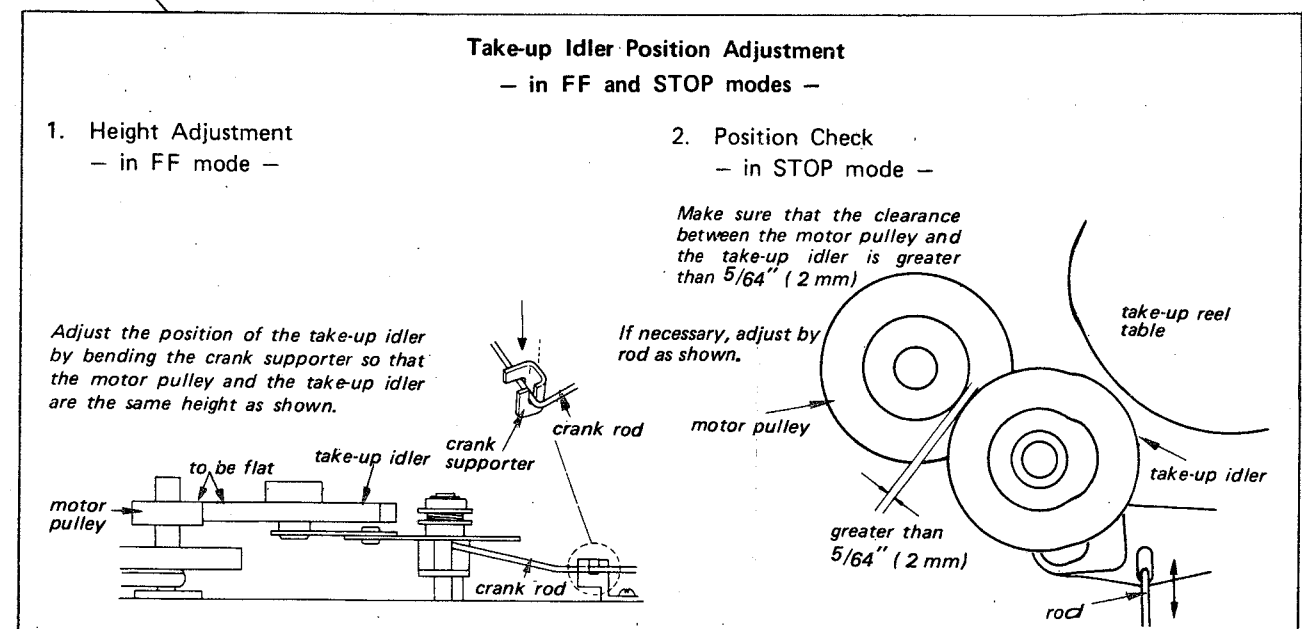 Take-up Idler Position Adjustment
— in FF and STOP modes —
1. Height Adjustment
— in FF mode —
Adjust the position of the take-up idler
by bending the crank supporter so that
the motor pulley and the take-up idler
are the same height as shown.
crank rod
crank
supporter
to be flat
take-up idler
motor
pulley
crank rod
2. Position Check
— in STOP mode —
Make sure that the clearance
between the motor pulley and
the take-up idler is greater
than 5/64" ( 2 mm)
If necessary, adjust by
rod as shown.
take-up reel
table
motor pulley
take-up idler
greater than
5/64" ( 2 mm)
rod